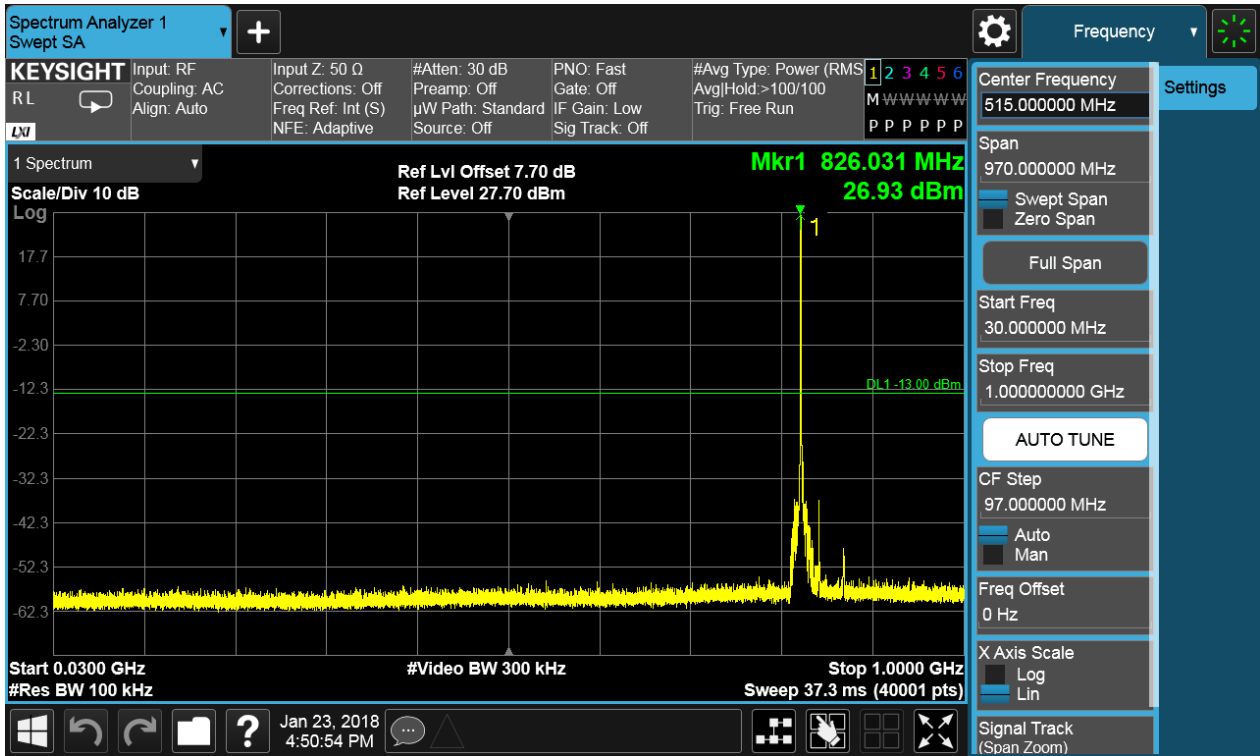 Spectrum Analyzer 1
Swept SA
+
Frequency
KEYSIGHT
RL
LXI
Input: RF
Coupling: AC
Align: Auto
Input Z: 50 Ω
Corrections: Off
Freq Ref: Int (S)
NFE: Adaptive
#Atten: 30 dB
Preamp: Off
µW Path: Standard
Source: Off
PNO: Fast
Gate: Off
IF Gain: Low
Sig Track: Off
#Avg Type: Power (RMS
Avg|Hold:>100/100
Trig: Free Run
1 2 3 4 5 6
M W W W W W
P P P P P P
1 Spectrum
Scale/Div 10 dB
Log
Ref Lvl Offset 7.70 dB
Ref Level 27.70 dBm
Mkr1 826.031 MHz
26.93 dBm
1
17.7
7.70
-2.30
-12.3
DL1 -13.00 dBm
-22.3
-32.3
-42.3
-52.3
-62.3
Start 0.0300 GHz
#Res BW 100 kHz
#Video BW 300 kHz
Stop 1.0000 GHz
Sweep 37.3 ms (40001 pts)
Center Frequency
515.000000 MHz
Settings
Span
970.000000 MHz
Swept Span
Zero Span
Full Span
Start Freq
30.000000 MHz
Stop Freq
1.000000000 GHz
AUTO TUNE
CF Step
97.000000 MHz
Auto
Man
Freq Offset
0 Hz
X Axis Scale
Log
Lin
Signal Track
(Span Zoom)
?
Jan 23, 2018
4:50:54 PM